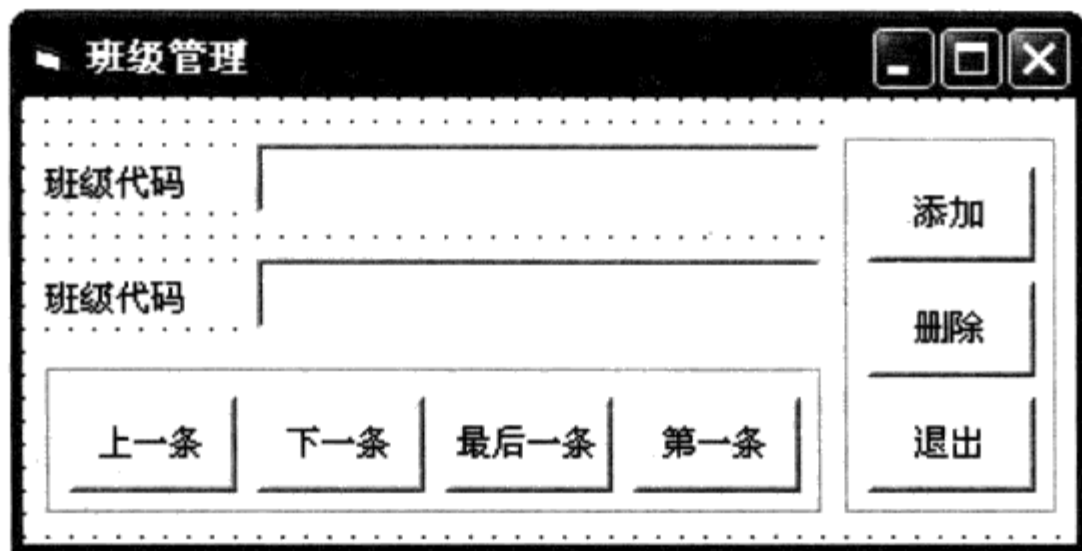 班级管理
班级代码
添加
班级代码
删除
上一条 下一条 最后一条 第一条
退出